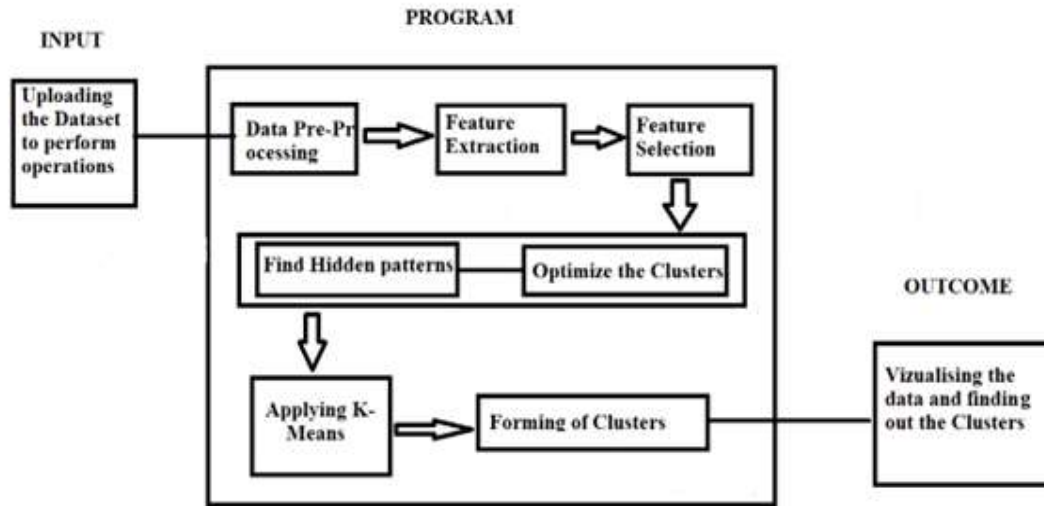 PROGRAM
INPUT
Uploading
the Dataset
to perform
operations
Data Pre-Pr
ocessing
Feature
Extraction
Feature
Selection
Find Hidden patterns
Optimize the Clusters
OUTCOME
Applying K-
Means
Forming of Clusters
Vizualising the
data and finding
out the Clusters